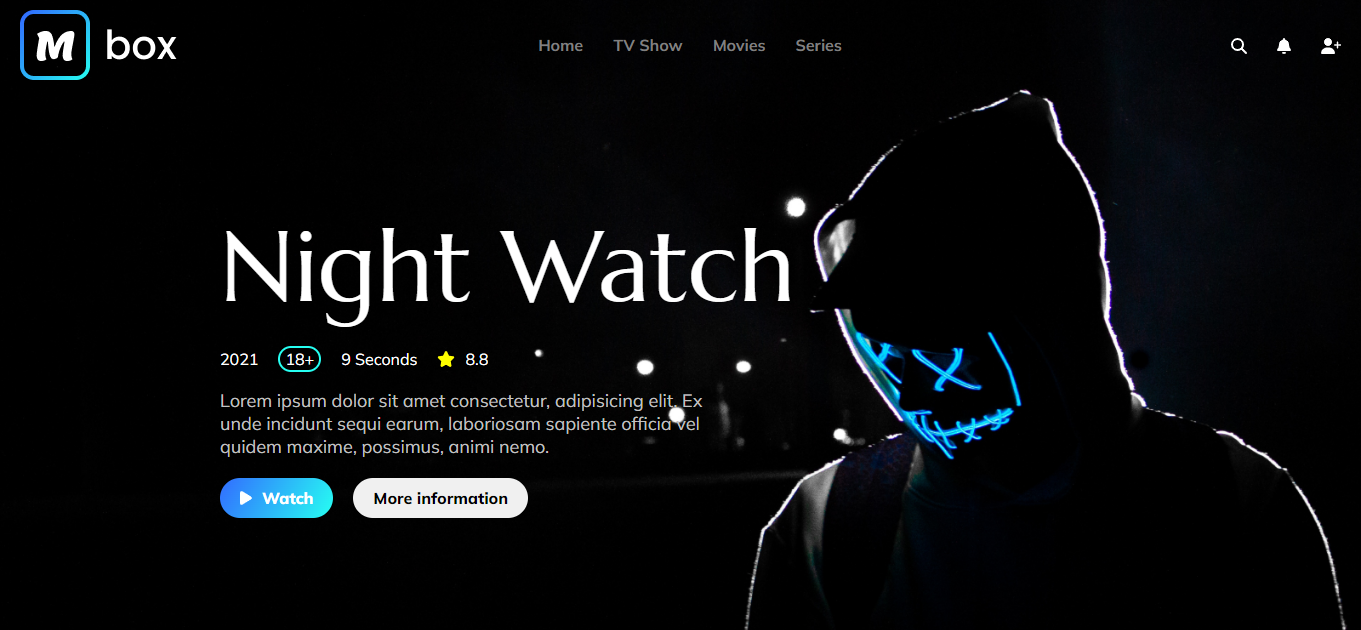 M box
Home TV Show Movies Series
Night Watch
2021 18+ 9 Seconds 8.8
Lorem ipsum dolor sit amet consectetur, adipisicing elit. Ex
unde incidunt sequi earum, laboriosam sapiente officia vel
quidem maxime, possimus, animi nemo.
Watch More information